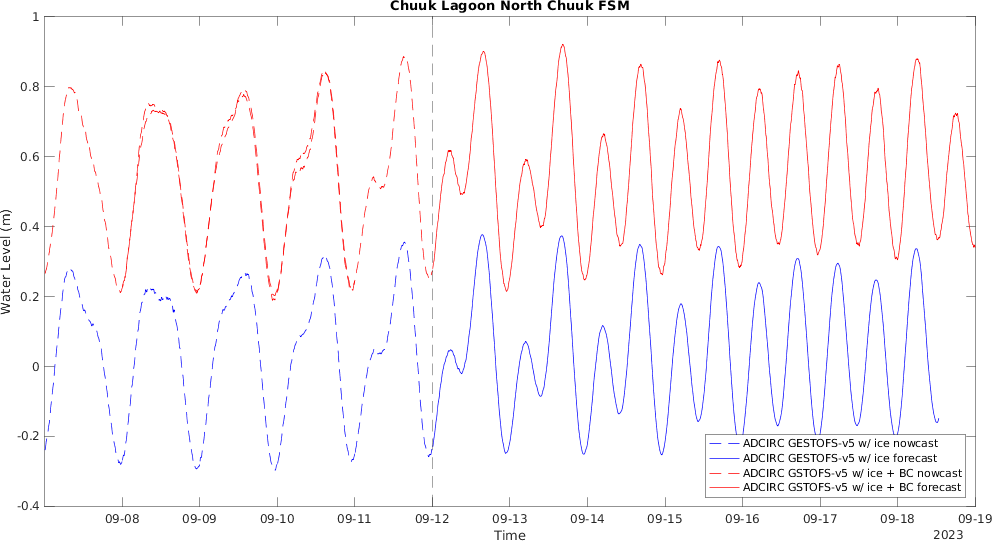 Chuuk Lagoon North Chuuk FSM
1
0.8
0.6
0.4
0.2
0
-0.2
-0.4
Water Level (m)
ADCIRC GESTOFS-v5 w/ ice nowcast
ADCIRC GESTOFS-v5 w/ ice forecast
ADCIRC GSTOFS-v5 w/ ice + BC nowcast
ADCIRC GSTOFS-v5 w/ ice + BC forecast
09-08 09-09 09-10 09-11 09-12 09-13 09-14 09-15 09-16 09-17 09-18 09-19
Time
2023